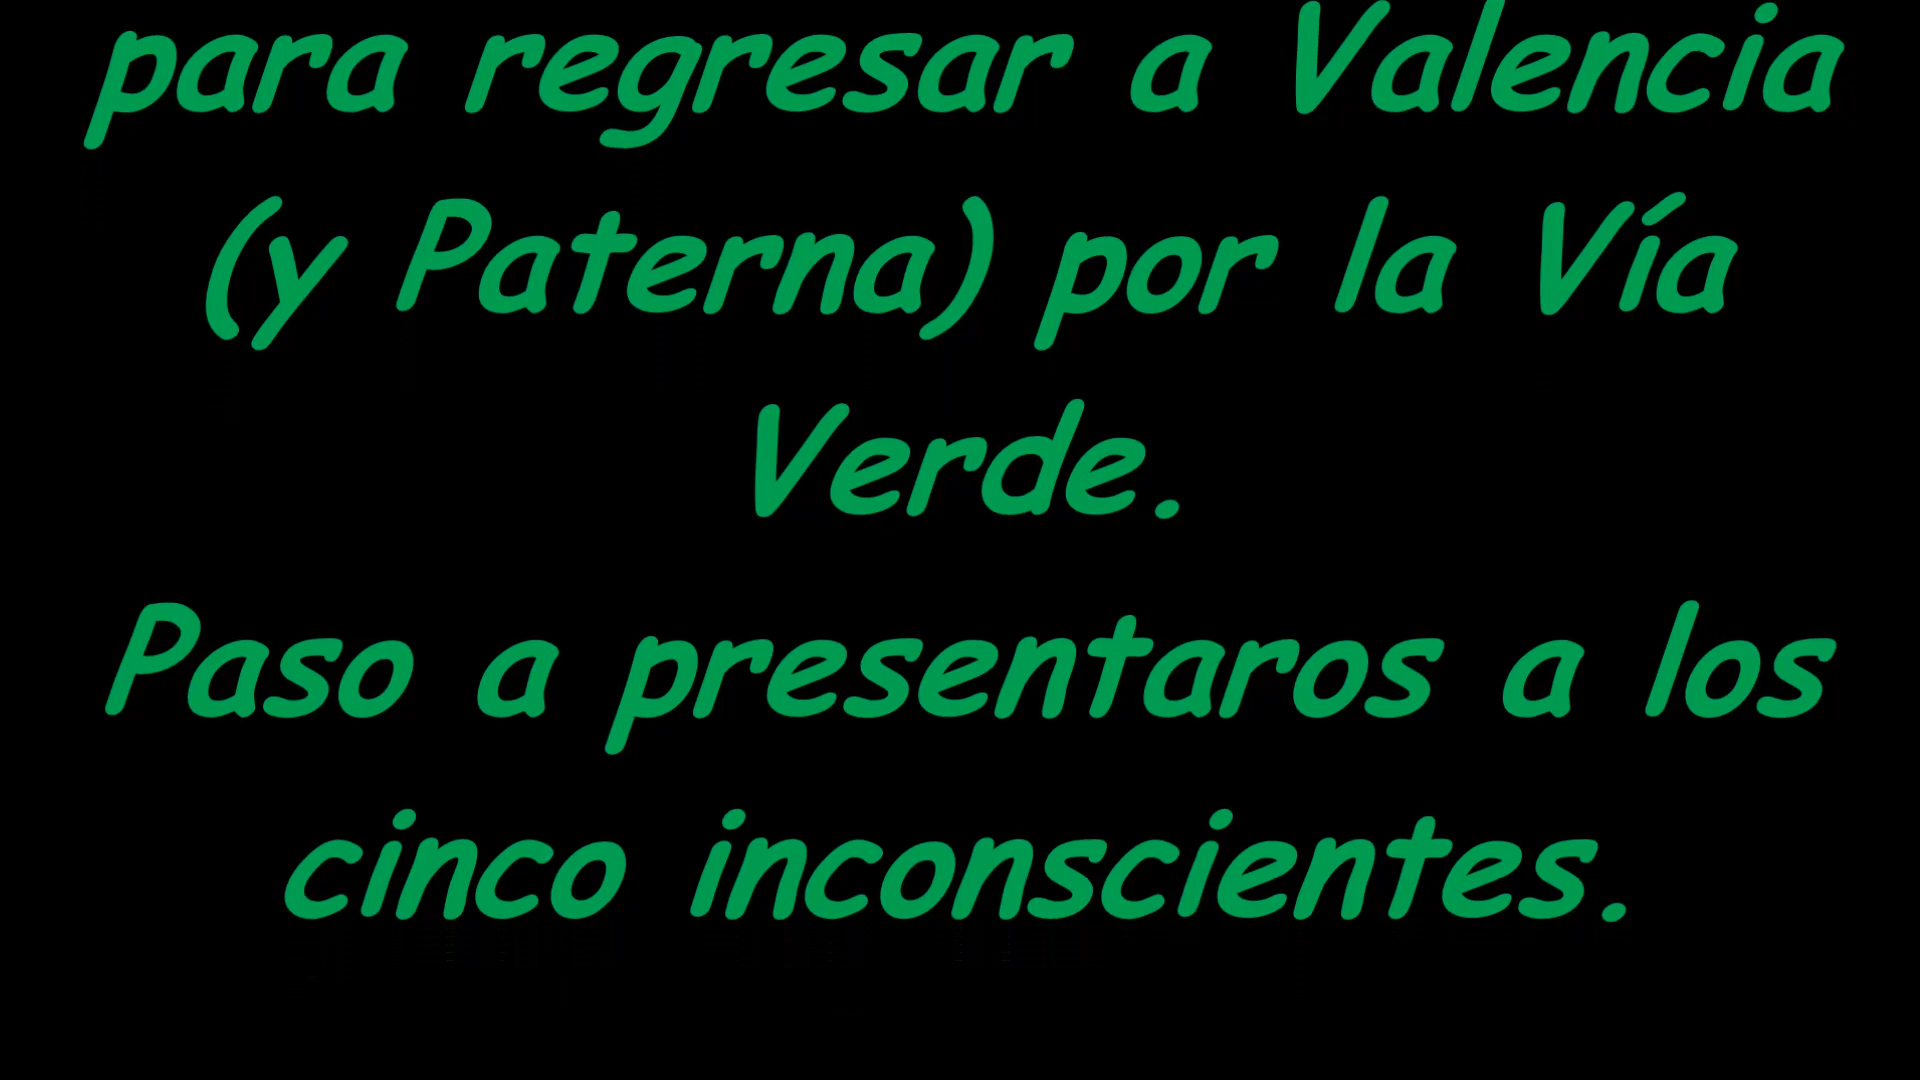 para regresar a Valencia
(y Paterna) por la Vía
Verde.
Paso a presentaros a los
cinco inconscientes.